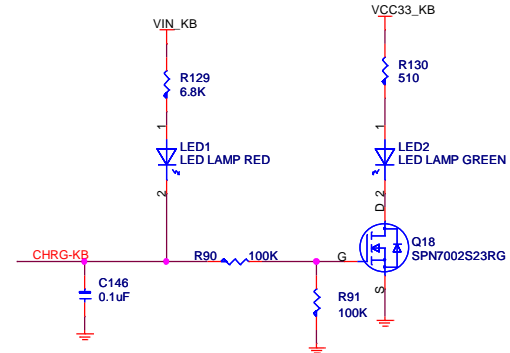 VIN_KB
VCC33_KB
R129
6.8K
R130
510
1
1
LED1
LED LAMP RED
LED2
LED LAMP GREEN
2
2
D
Q18
SPN7002S23RG
CHRG-KB
R90
100K
G
S
C146
0.1uF
R91
100K